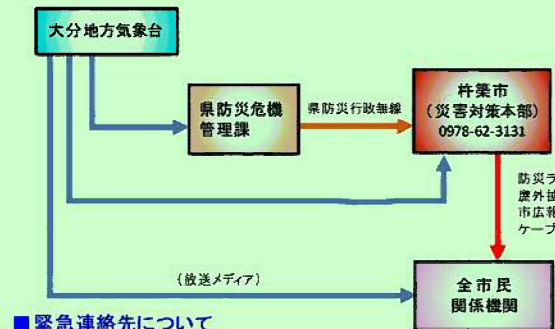 大分地方気象台
県防災危機
管理課
県防災行政無線
杵築市
(災害対策本部)
0978-62-3131
防災ラ
市広報
ケーブ
(放送メディア)
全市民
関係機関
■緊急連絡先について